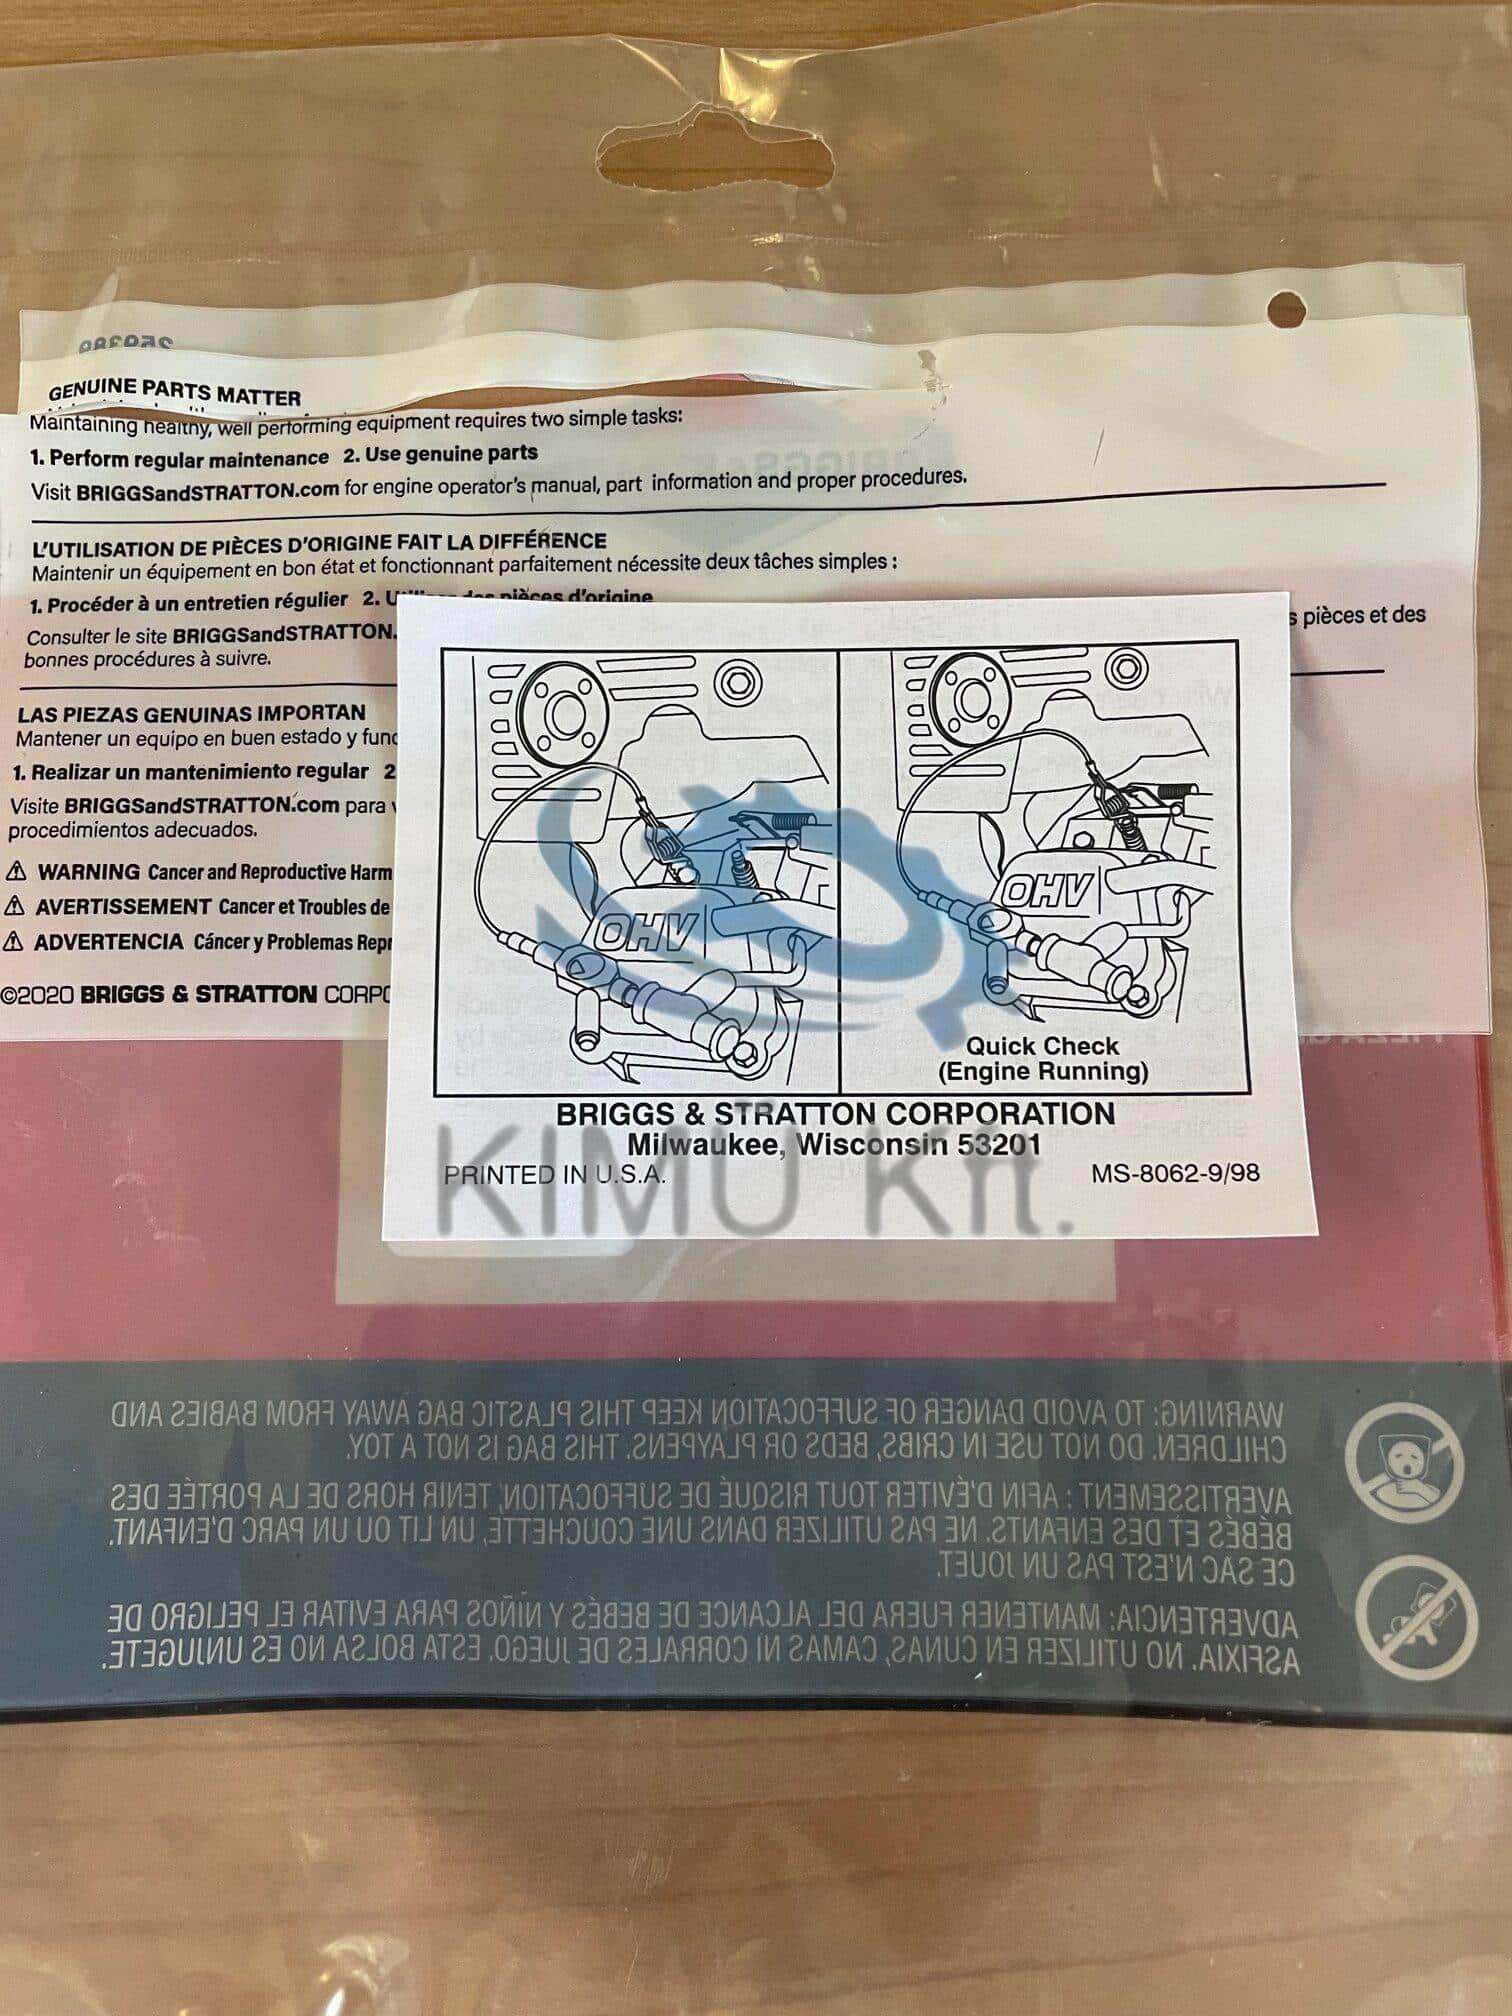 GENUINE PARTS MATTER
Maintaining healthy, well performing equipment requires two simple tasks:
1. Perform regular maintenance 2. Use genuine parts
Visit BRIGGSandSTRATTON.com for engine operator's manual, part information and proper procedures.
L'UTILISATION DE PIÈCES D'ORIGINE FAIT LA DIFFÉRENCE
Maintenir un équipement en bon état et fonctionnant parfaitement nécessite deux tâches simples :
1. Procéder à un entretien régulier 2. pièces d'origine
Consulter le site BRIGGSandSTRATTON. s pièces et des
bonnes procédures à suivre.
LAS PIEZAS GENUINAS IMPORTAN
Mantener un equipo en buen estado y func
1. Realizar un mantenimiento regular 2
Visite BRIGGSandSTRATTON.com para
procedimientos adecuados.
WARNING Cancer and Reproductive Harm
AVERTISSEMENT Cancer et Troubles de
ADVERTENCIA Cáncer y Problemas Repr
©2020 BRIGGS & STRATTON CORPO
OHV
OHV
Quick Check
(Engine Running)
BRIGGS & STRATTON CORPORATION
Milwaukee, Wisconsin 53201
PRINTED IN U.S.A. MS-8062-9/98
KIMÜ Kft.
WARNING: TO AVOID DANGER OF SUFFOCATION KEEP THIS PLASTIC BAG AWAY FROM BABIES AND
CHILDREN. DO NOT USE IN CRIBS, BEDS OR PLAYPENS. THIS BAG IS NOT A TOY.
AVERTISSEMENT : AFIN D'ÉVITER TOUT RISQUE DE SUFFOCATION, TENIR HORS DE LA PORTÉE DES
BÉBÉS ET DES ENFANTS. NE PAS UTILIZER DANS UNE COUCHETTE, UN LIT OU UN PARC D'ENFANT.
CE SAC N'EST PAS UN JOUET.
ADVERTENCIA: MANTENER FUERA DEL ALCANCE DE BEBÉS Y NIÑOS PARA EVITAR EL PELIGRO DE
ASFIXIA. NO UTILIZER EN CUNAS, CAMAS NI CORRALES DE JUEGO. ESTA BOLSA NO ES UNJUGETE.